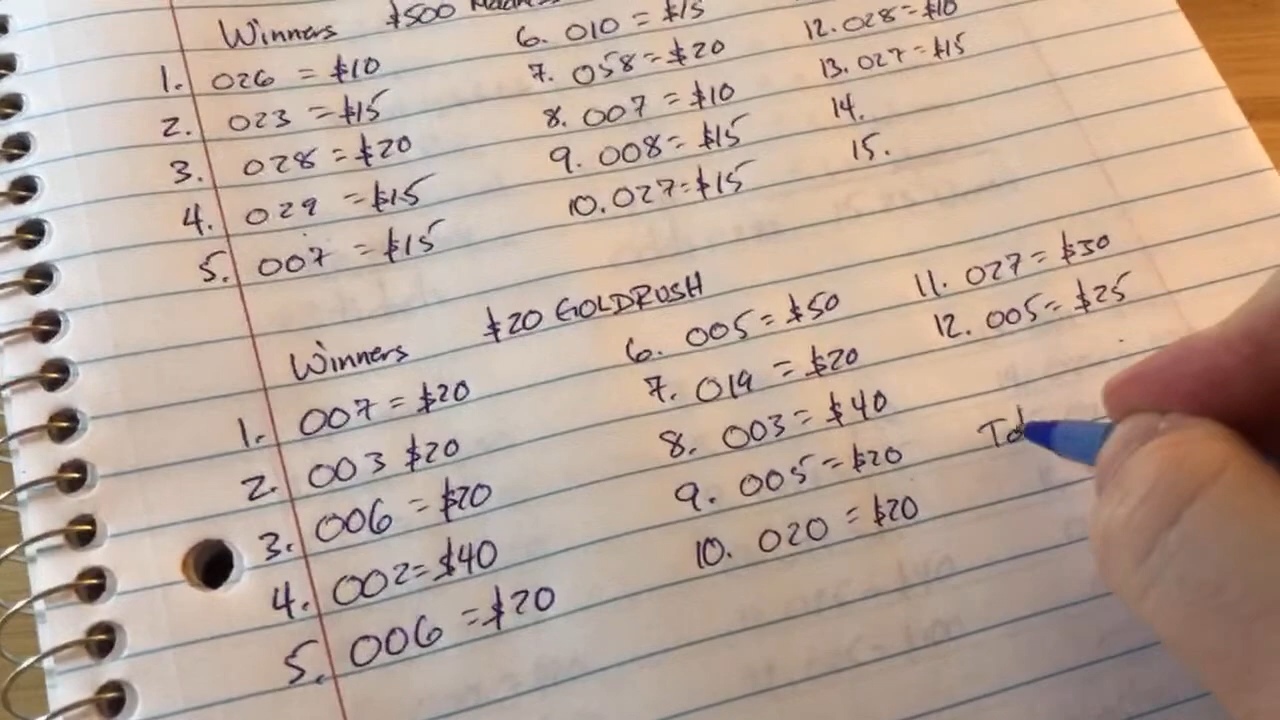 Winners $500
1. 026 = $10
2. 023 = $15
3. 028 = $20
4. 029 = $15
5. 007 = $15
6. 010 = $15
7. 058 = $20
8. 007 = $10
9. 008 = $15
10. 027 = $15
12. 028 = $10
13. 027 = $15
14.
15.
$20 GOLDRUSH
Winners
1. 007 = $20
2. 003 $20
3. 006 = $20
4. 002 = $40
5. 006 = $20
6. 005 = $50
7. 019 = $20
8. 003 = $40
9. 005 = $20
10. 020 = $20
11. 027 = $30
12. 005 = $25